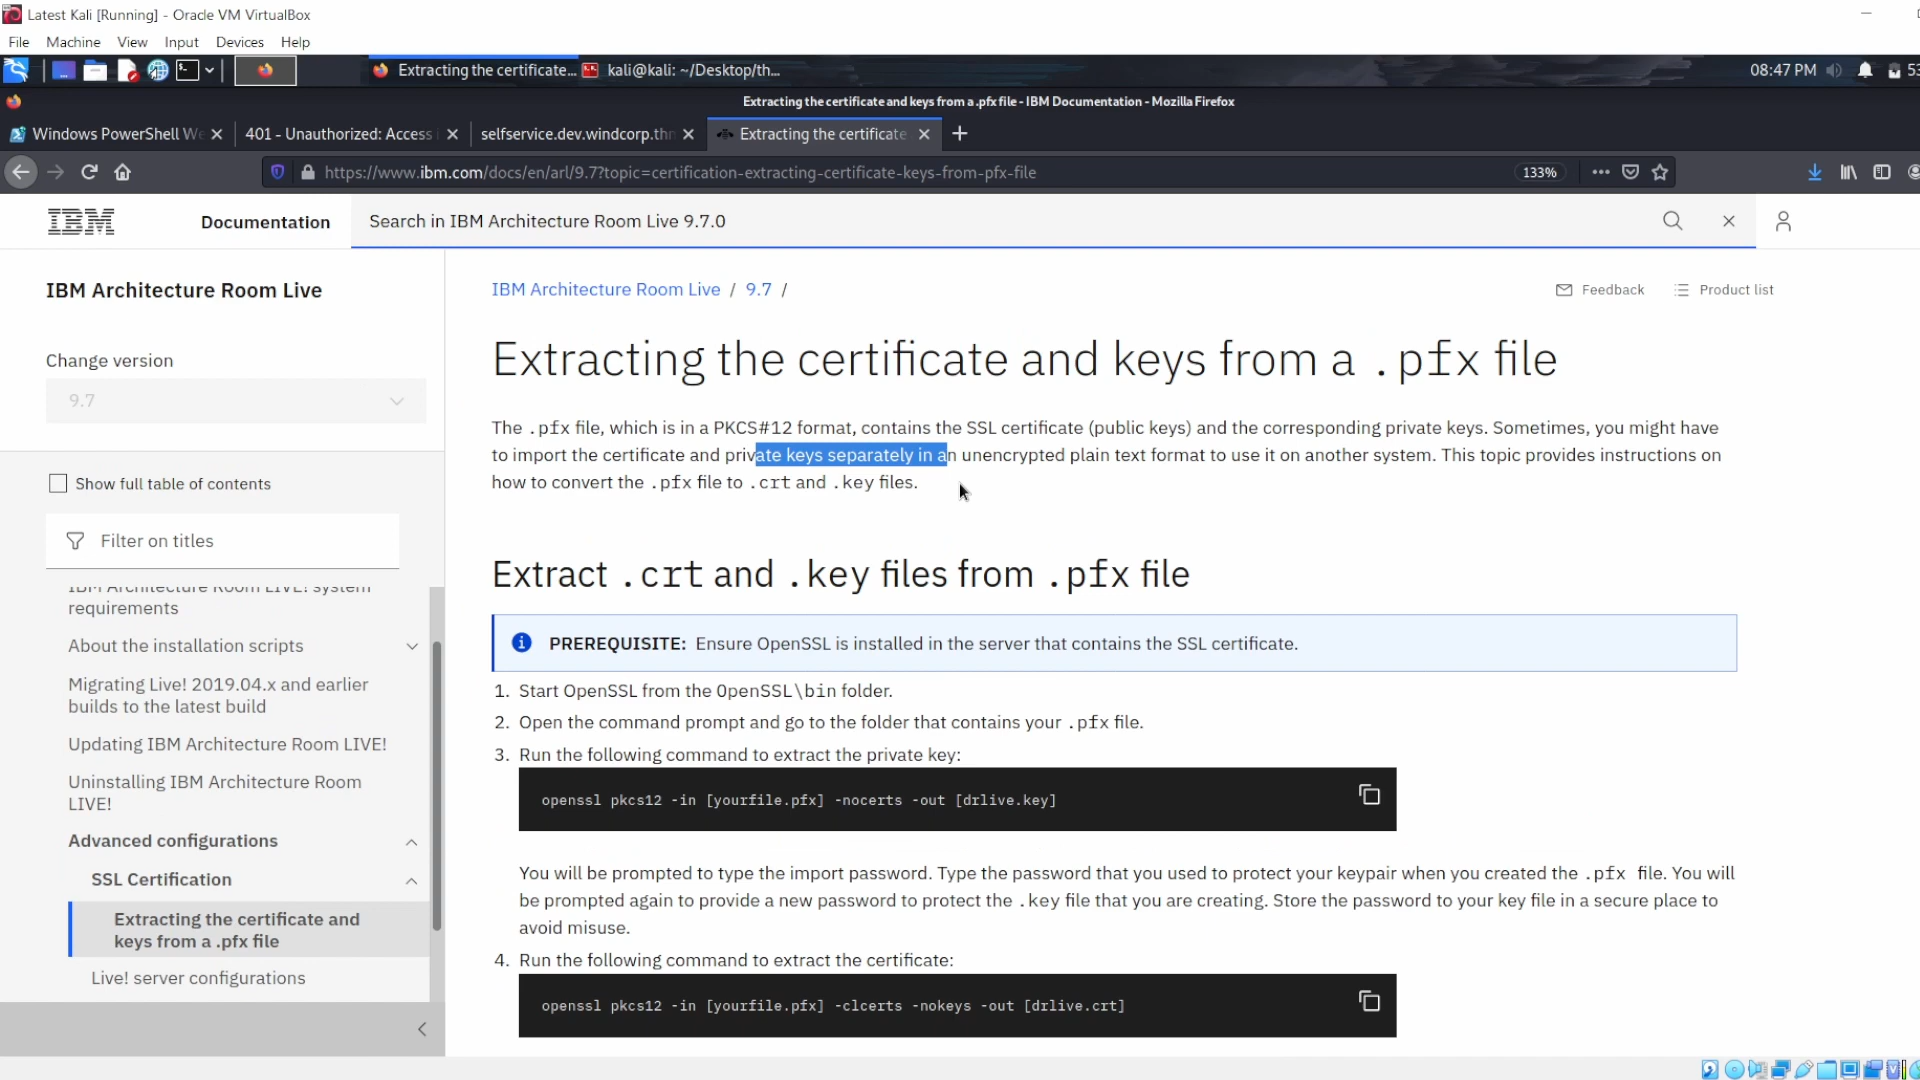 Latest Kali [Running] - Oracle VM VirtualBox
File Machine View Input Devices Help
Extracting the certificate... kali@kali: ~/Desktop/th... 08:47 PM 53
Extracting the certificate and keys from a .pfx file - IBM Documentation - Mozilla Firefox
Windows PowerShell We 401 - Unauthorized: Access selfservice.dev.windcorp.thm Extracting the certificate
https://www.ibm.com/docs/en/arl/9.7?topic=certification-extracting-certificate-keys-from-pfx-file 133%
IBM Documentation Search in IBM Architecture Room Live 9.7.0
IBM Architecture Room Live
Change version
9.7
Show full table of contents
Filter on titles
IBM Architecture Room LIVE! system
requirements
About the installation scripts
Migrating Live! 2019.04.x and earlier
builds to the latest build
Updating IBM Architecture Room LIVE!
Uninstalling IBM Architecture Room
LIVE!
Advanced configurations
SSL Certification
Extracting the certificate and
keys from a .pfx file
Live! server configurations
IBM Architecture Room Live / 9.7 /
Feedback Product list
Extracting the certificate and keys from a .pfx file
The .pfx file, which is in a PKCS#12 format, contains the SSL certificate (public keys) and the corresponding private keys. Sometimes, you might have
to import the certificate and private keys separately in an unencrypted plain text format to use it on another system. This topic provides instructions on
how to convert the .pfx file to .crt and .key files.
Extract .crt and .key files from .pfx file
PREREQUISITE: Ensure OpenSSL is installed in the server that contains the SSL certificate.
1. Start OpenSSL from the OpenSSL\bin folder.
2. Open the command prompt and go to the folder that contains your .pfx file.
3. Run the following command to extract the private key:
openssl pkcs12 -in [yourfile.pfx] -nocerts -out [drlive.key]
You will be prompted to type the import password. Type the password that you used to protect your keypair when you created the .pfx file. You will
be prompted again to provide a new password to protect the .key file that you are creating. Store the password to your key file in a secure place to
avoid misuse.
4. Run the following command to extract the certificate:
openssl pkcs12 -in [yourfile.pfx] -clcerts -nokeys -out [drlive.crt]